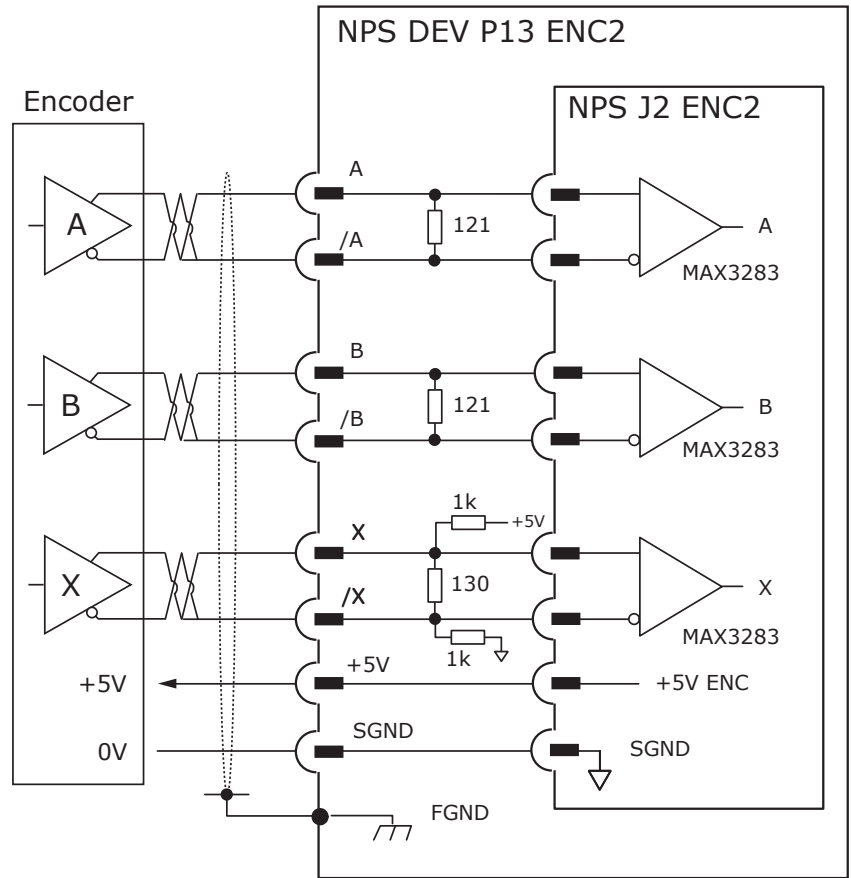 NPS DEV P13 ENC2
Encoder
NPS J2 ENC2
A
A
/A
121
A
MAX3283
B
B
/B
121
B
MAX3283
1k
+5V
X
X
/X
130
X
MAX3283
1k
+5V
+5V
+5V ENC
0V
SGND
SGND
FGND